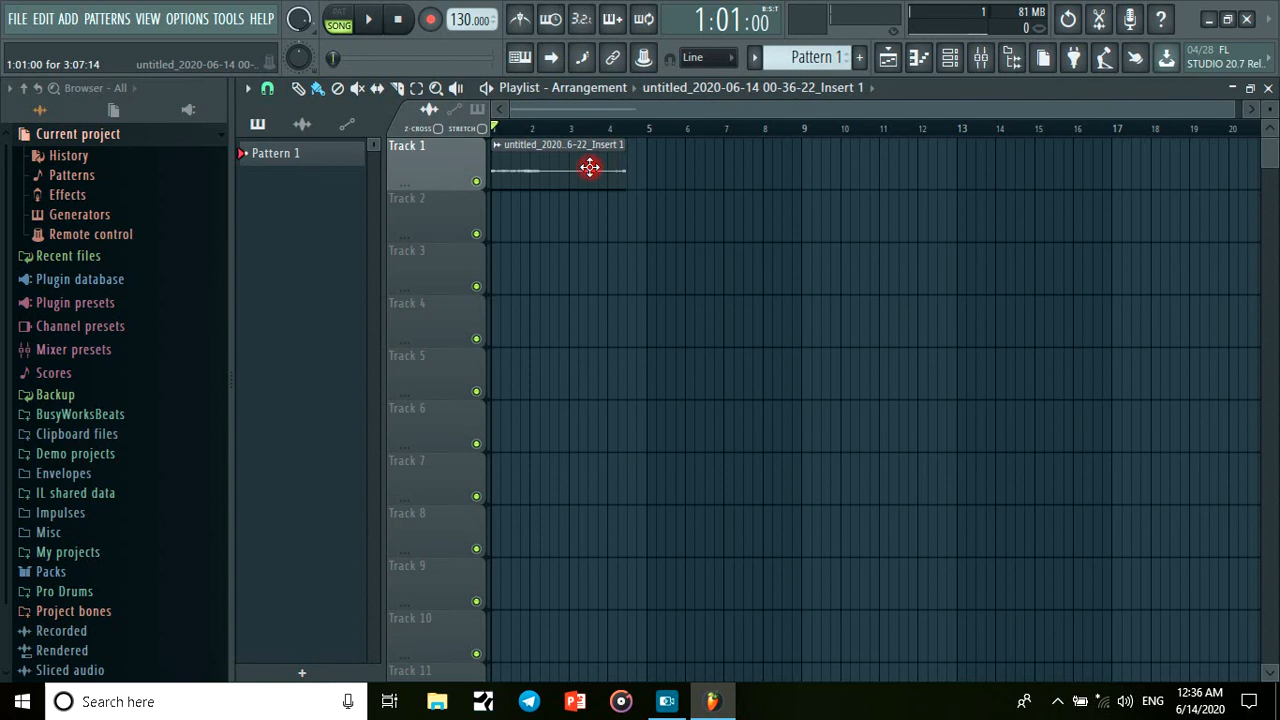 FILE EDIT ADD PATTERNS VIEW OPTIONS TOOLS HELP
PAT
SONG
130.000
3.2:
1:01:00
B:S:T
1
81 MB
0
1:01:00 for 3:07:14
untitled_2020-06-14 00-..
Line
Pattern 1
04/28 FL
STUDIO 20.7 Rel..
Browser - All
Playlist - Arrangement
untitled_2020-06-14 00-36-22_Insert 1
Current project
History
Patterns
Effects
Generators
Remote control
Recent files
Plugin database
Plugin presets
Channel presets
Mixer presets
Scores
Backup
BusyWorksBeats
Clipboard files
Demo projects
Envelopes
IL shared data
Impulses
Misc
My projects
Packs
Pro Drums
Project bones
Recorded
Rendered
Sliced audio
Pattern 1
+
Z-CROSS STRETCH
1 2 3 4 5 6 7 8 9 10 11 12 13 14 15 16 17 18 19 20
untitled_2020..6-22_Insert 1
Track 1
Track 2
Track 3
Track 4
Track 5
Track 6
Track 7
Track 8
Track 9
Track 10
Track 11
Search here
ENG
12:36 AM
6/14/2020